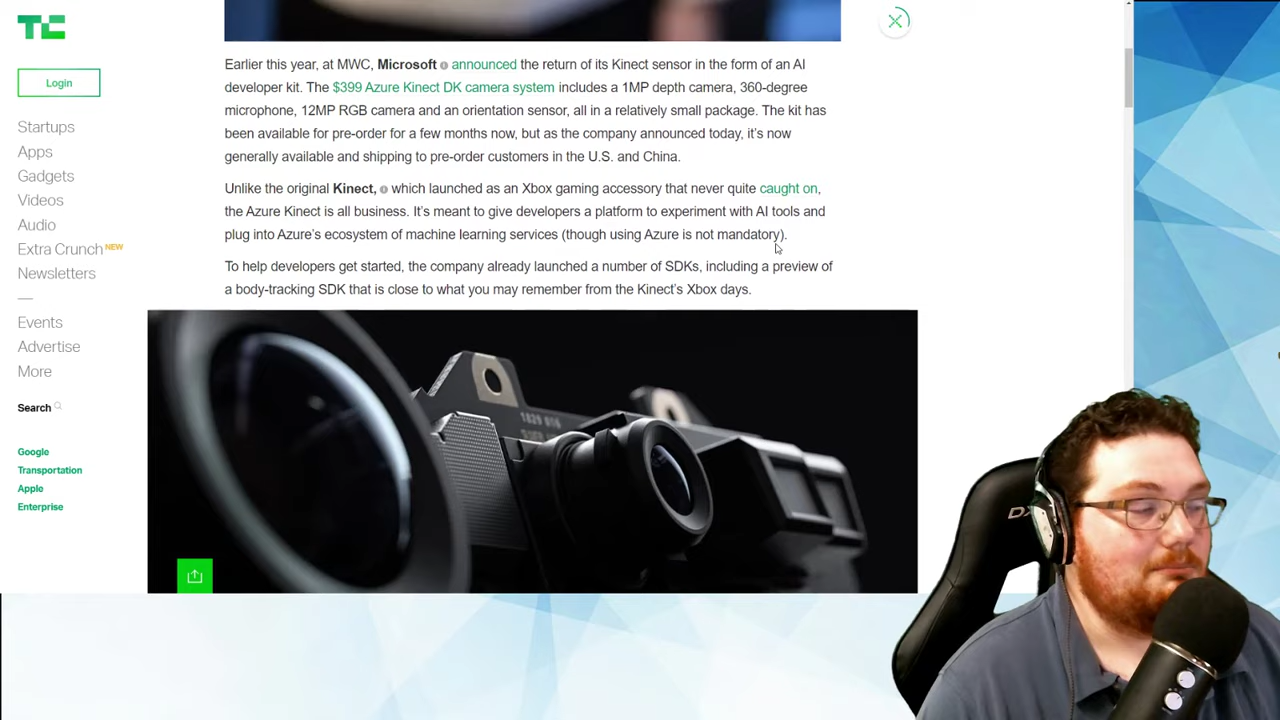 TC
Login
Startups
Apps
Gadgets
Videos
Audio
Extra Crunch NEW
Newsletters
—
Events
Advertise
More
Search
Google
Transportation
Apple
Enterprise
Earlier this year, at MWC, Microsoft announced the return of its Kinect sensor in the form of an AI
developer kit. The $399 Azure Kinect DK camera system includes a 1MP depth camera, 360-degree
microphone, 12MP RGB camera and an orientation sensor, all in a relatively small package. The kit has
been available for pre-order for a few months now, but as the company announced today, it's now
generally available and shipping to pre-order customers in the U.S. and China.
Unlike the original Kinect, which launched as an Xbox gaming accessory that never quite caught on,
the Azure Kinect is all business. It's meant to give developers a platform to experiment with AI tools and
plug into Azure's ecosystem of machine learning services (though using Azure is not mandatory).
To help developers get started, the company already launched a number of SDKs, including a preview of
a body-tracking SDK that is close to what you may remember from the Kinect's Xbox days.
DX